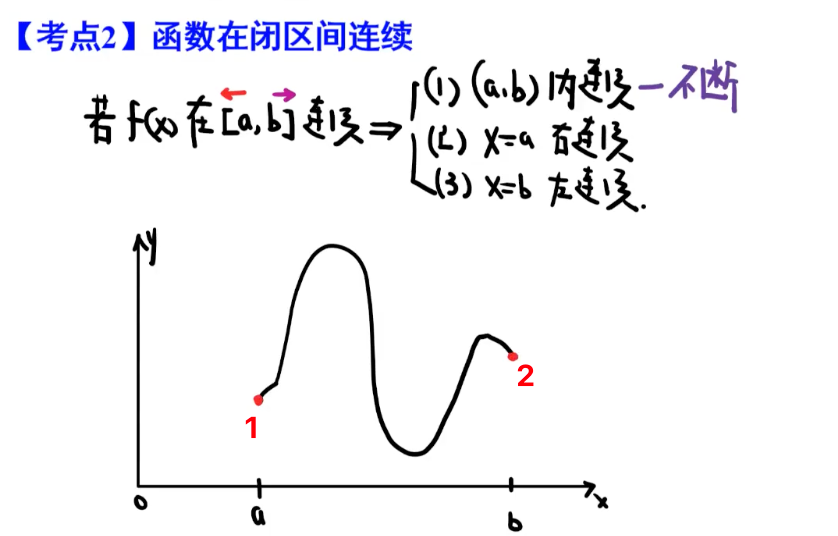 【考点2】函数在闭区间连续
若 f(x) 在 [a,b] 连续 ⇒
(1) (a,b) 内连续 — 不断
(2) x=a 右连续
(3) x=b 左连续.
y
1
2
0 a b x